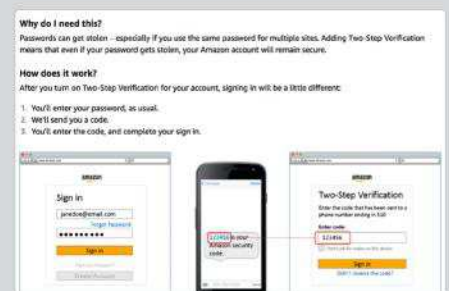 Why do I need this?
Passwords can get stolen – especially if you use the same password for multiple sites. Adding Two-Step Verification
means that even if your password gets stolen, your Amazon account will remain secure.
How does it work?
After you turn on Two-Step Verification for your account, signing in will be a little different:
1. You'll enter your password, as usual.
2. We'll send you a code.
3. You'll enter the code, and complete your sign in.
amazon
Sign in
janedoe@email.com
Forgot Password
Sign in
Create Account
123456 is your
Amazon security
code.
amazon
Two-Step Verification
Enter the code that has been sent to a
phone number ending in
Enter code
123456
Sign in
Didn't receive the code?